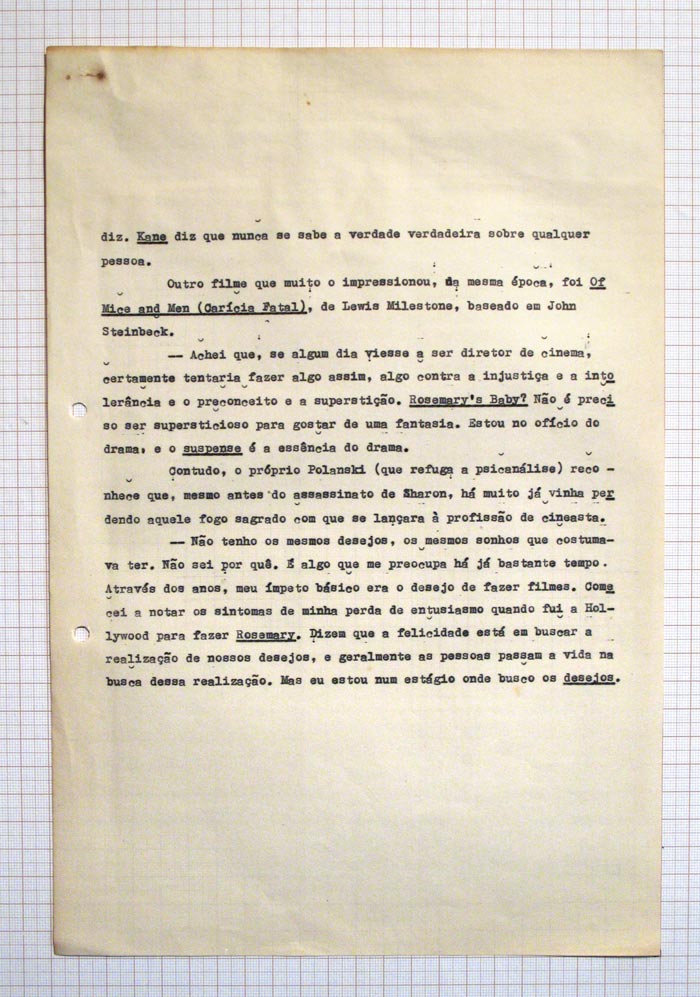 diz. Kane diz que nunca se sabe a verdade verdadeira sobre qualquer
pessoa.
Outro filme que muito o impressionou, na mesma época, foi Of
Mice and Men (Carícia Fatal), de Lewis Milestone, baseado em John
Steinbeck.
— Achei que, se algum dia viesse a ser diretor de cinema,
certamente tentaria fazer algo assim, algo contra a injustiça e a into
lerância e o preconceito e a superstição. Rosemary's Baby? Não é preci
so ser supersticioso para gostar de uma fantasia. Estou no ofício do
drama, e o suspense é a essência do drama.
Contudo, o próprio Polanski (que refuga a psicanálise) reco -
nhece que, mesmo antes do assassinato de Sharon, há muito já vinha per
dendo aquele fogo sagrado com que se lançara à profissão de cineasta.
— Não tenho os mesmos desejos, os mesmos sonhos que costuma-
va ter. Não sei por quê. É algo que me preocupa há já bastante tempo.
Através dos anos, meu ímpeto básico era o desejo de fazer filmes. Come
cei a notar os sintomas de minha perda de entusiasmo quando fui a Hol-
lywood para fazer Rosemary. Dizem que a felicidade está em buscar a
realização de nossos desejos, e geralmente as pessoas passam a vida na
busca dessa realização. Mas eu estou num estágio onde busco os desejos.